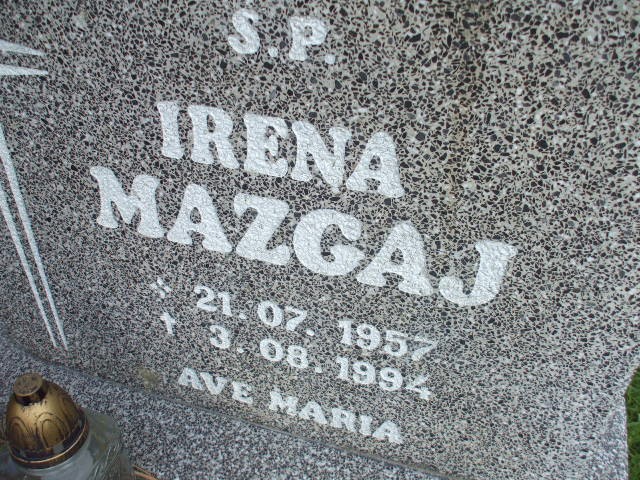 S.P.
IRENA
MAZGAJ
* 21.07.1957
† 3.08.1994
AVE MARIA